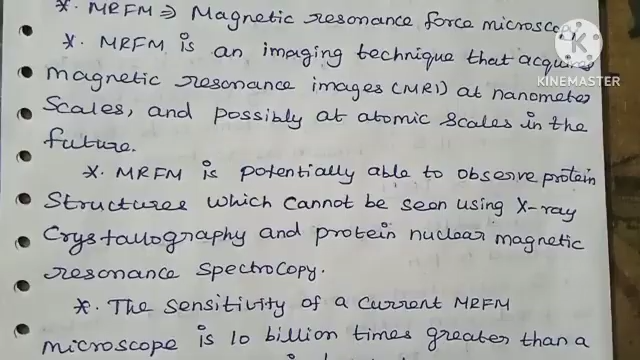 *. MRFM ⇒ Magnetic resonance force microscopy
*. MRFM is an imaging technique that acquires
magnetic resonance images (MRI) at nanometer
Scales, and possibly at atomic scales in the
future.
*. MRFM is potentially able to observe protein
Structures which cannot be seen using X-ray
Crystallography and protein nuclear magnetic
resonance spectrocopy.
*. The sensitivity of a current MRFM
microscope is 10 billion times greater than a
KINEMASTER